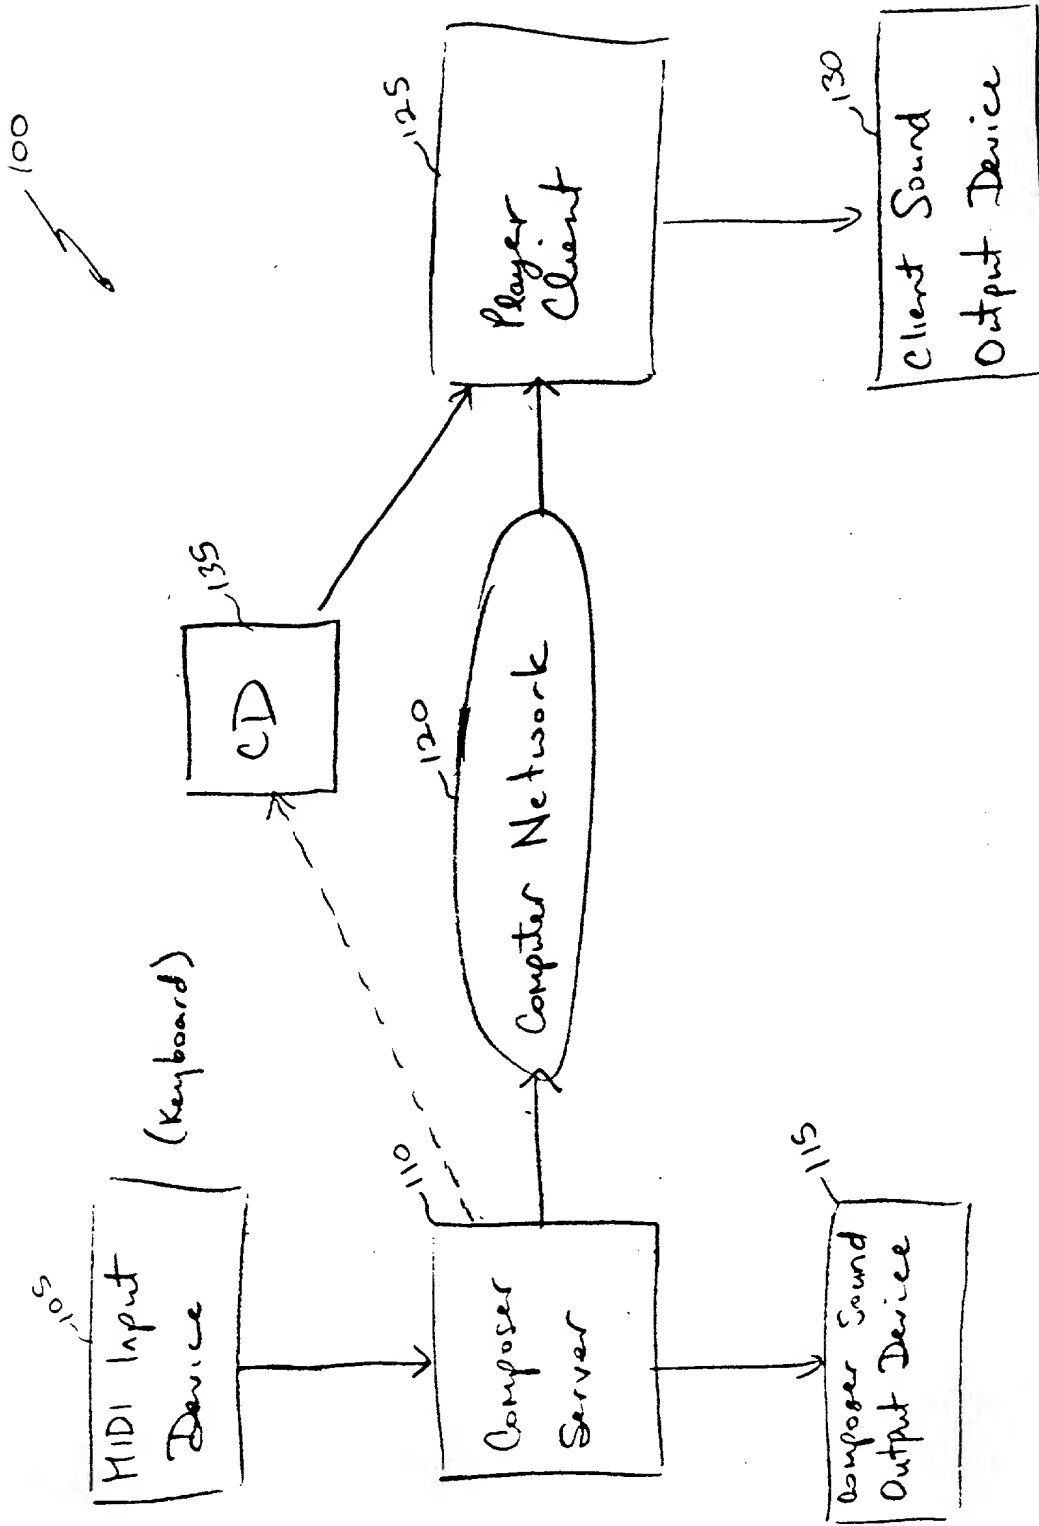 100
105
MIDI Input
Device
(Keyboard)
110
Composer
Server
115
Composer Sound
Output Device
135
CD
120
Computer Network
125
Player
Client
130
Client Sound
Output Device